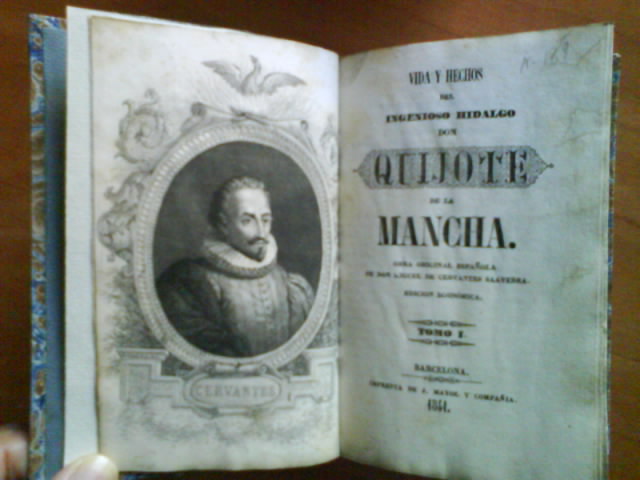 CERVANTES
VIDA Y HECHOS
DEL
INGENIOSO HIDALGO
DON
QUIJOTE
DE LA
MANCHA.
OBRA ORIGINAL ESPAÑOLA
DE DON MIGUEL DE CERVANTES SAAVEDRA.
EDICION ECONÓMICA.
TOMO I.
BARCELONA.
IMPRENTA DE J. MAYOL Y COMPAÑIA.
1841.